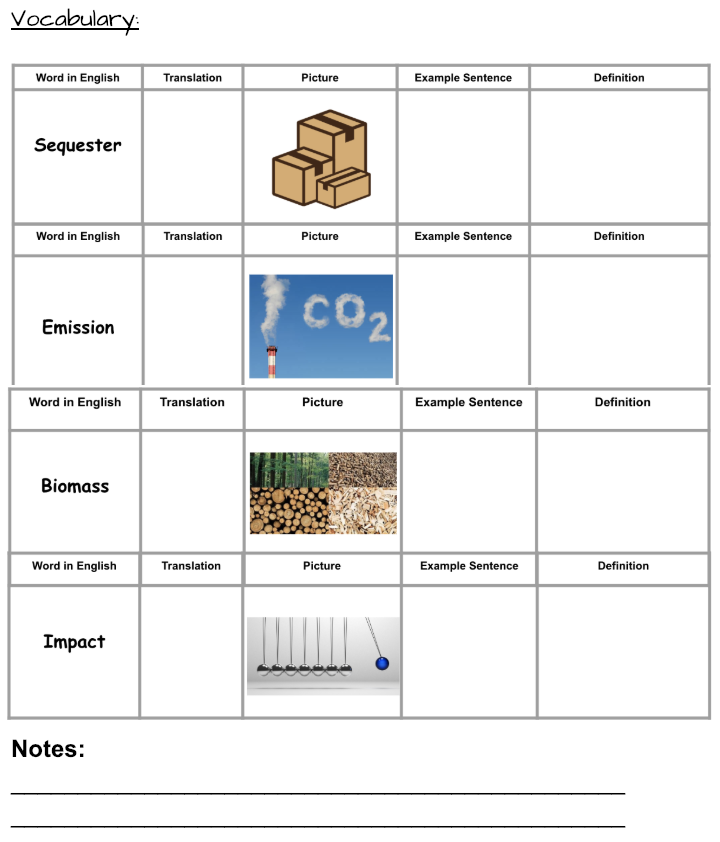 Vocabulary:
Word in English Translation Picture Example Sentence Definition
Sequester
Word in English Translation Picture Example Sentence Definition
Emission
CO2
Word in English Translation Picture Example Sentence Definition
Biomass
Word in English Translation Picture Example Sentence Definition
Impact
Notes: